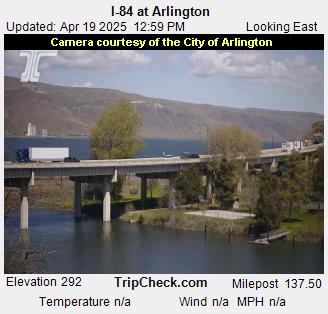 I-84 at Arlington
Updated: Apr 19 2025 12:59 PM Looking East
Camera courtesy of the City of Arlington
Elevation 292 TripCheck.com Milepost 137.50
Temperature n/a Wind n/a MPH n/a